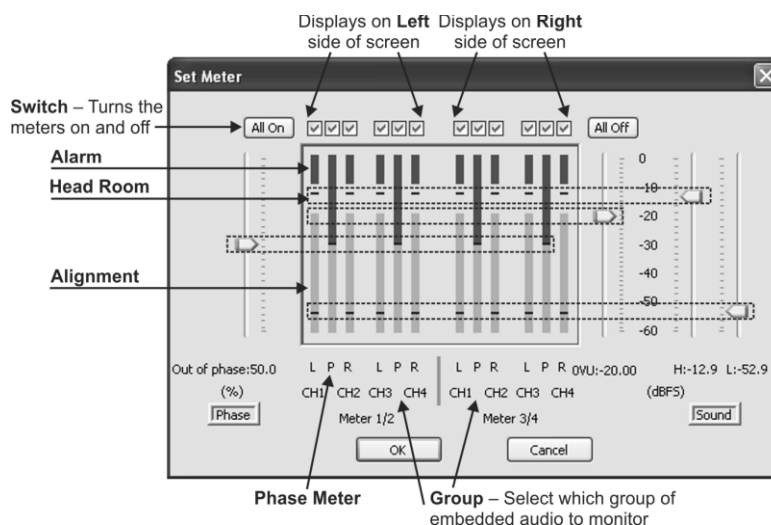 Displays on Left side of screen
Displays on Right side of screen
Set Meter
Switch – Turns the meters on and off
All On
All Off
Alarm
Head Room
Alignment
0
-10
-20
-30
-40
-50
-60
Out of phase:50.0
(%)
Phase
L P R L P R L P R L P R
CH1 CH2 CH3 CH4 CH1 CH2 CH3 CH4
Meter 1/2
Meter 3/4
0VU:-20.00
(dBFS)
H:-12.9 L:-52.9
Sound
OK
Cancel
Phase Meter
Group – Select which group of embedded audio to monitor